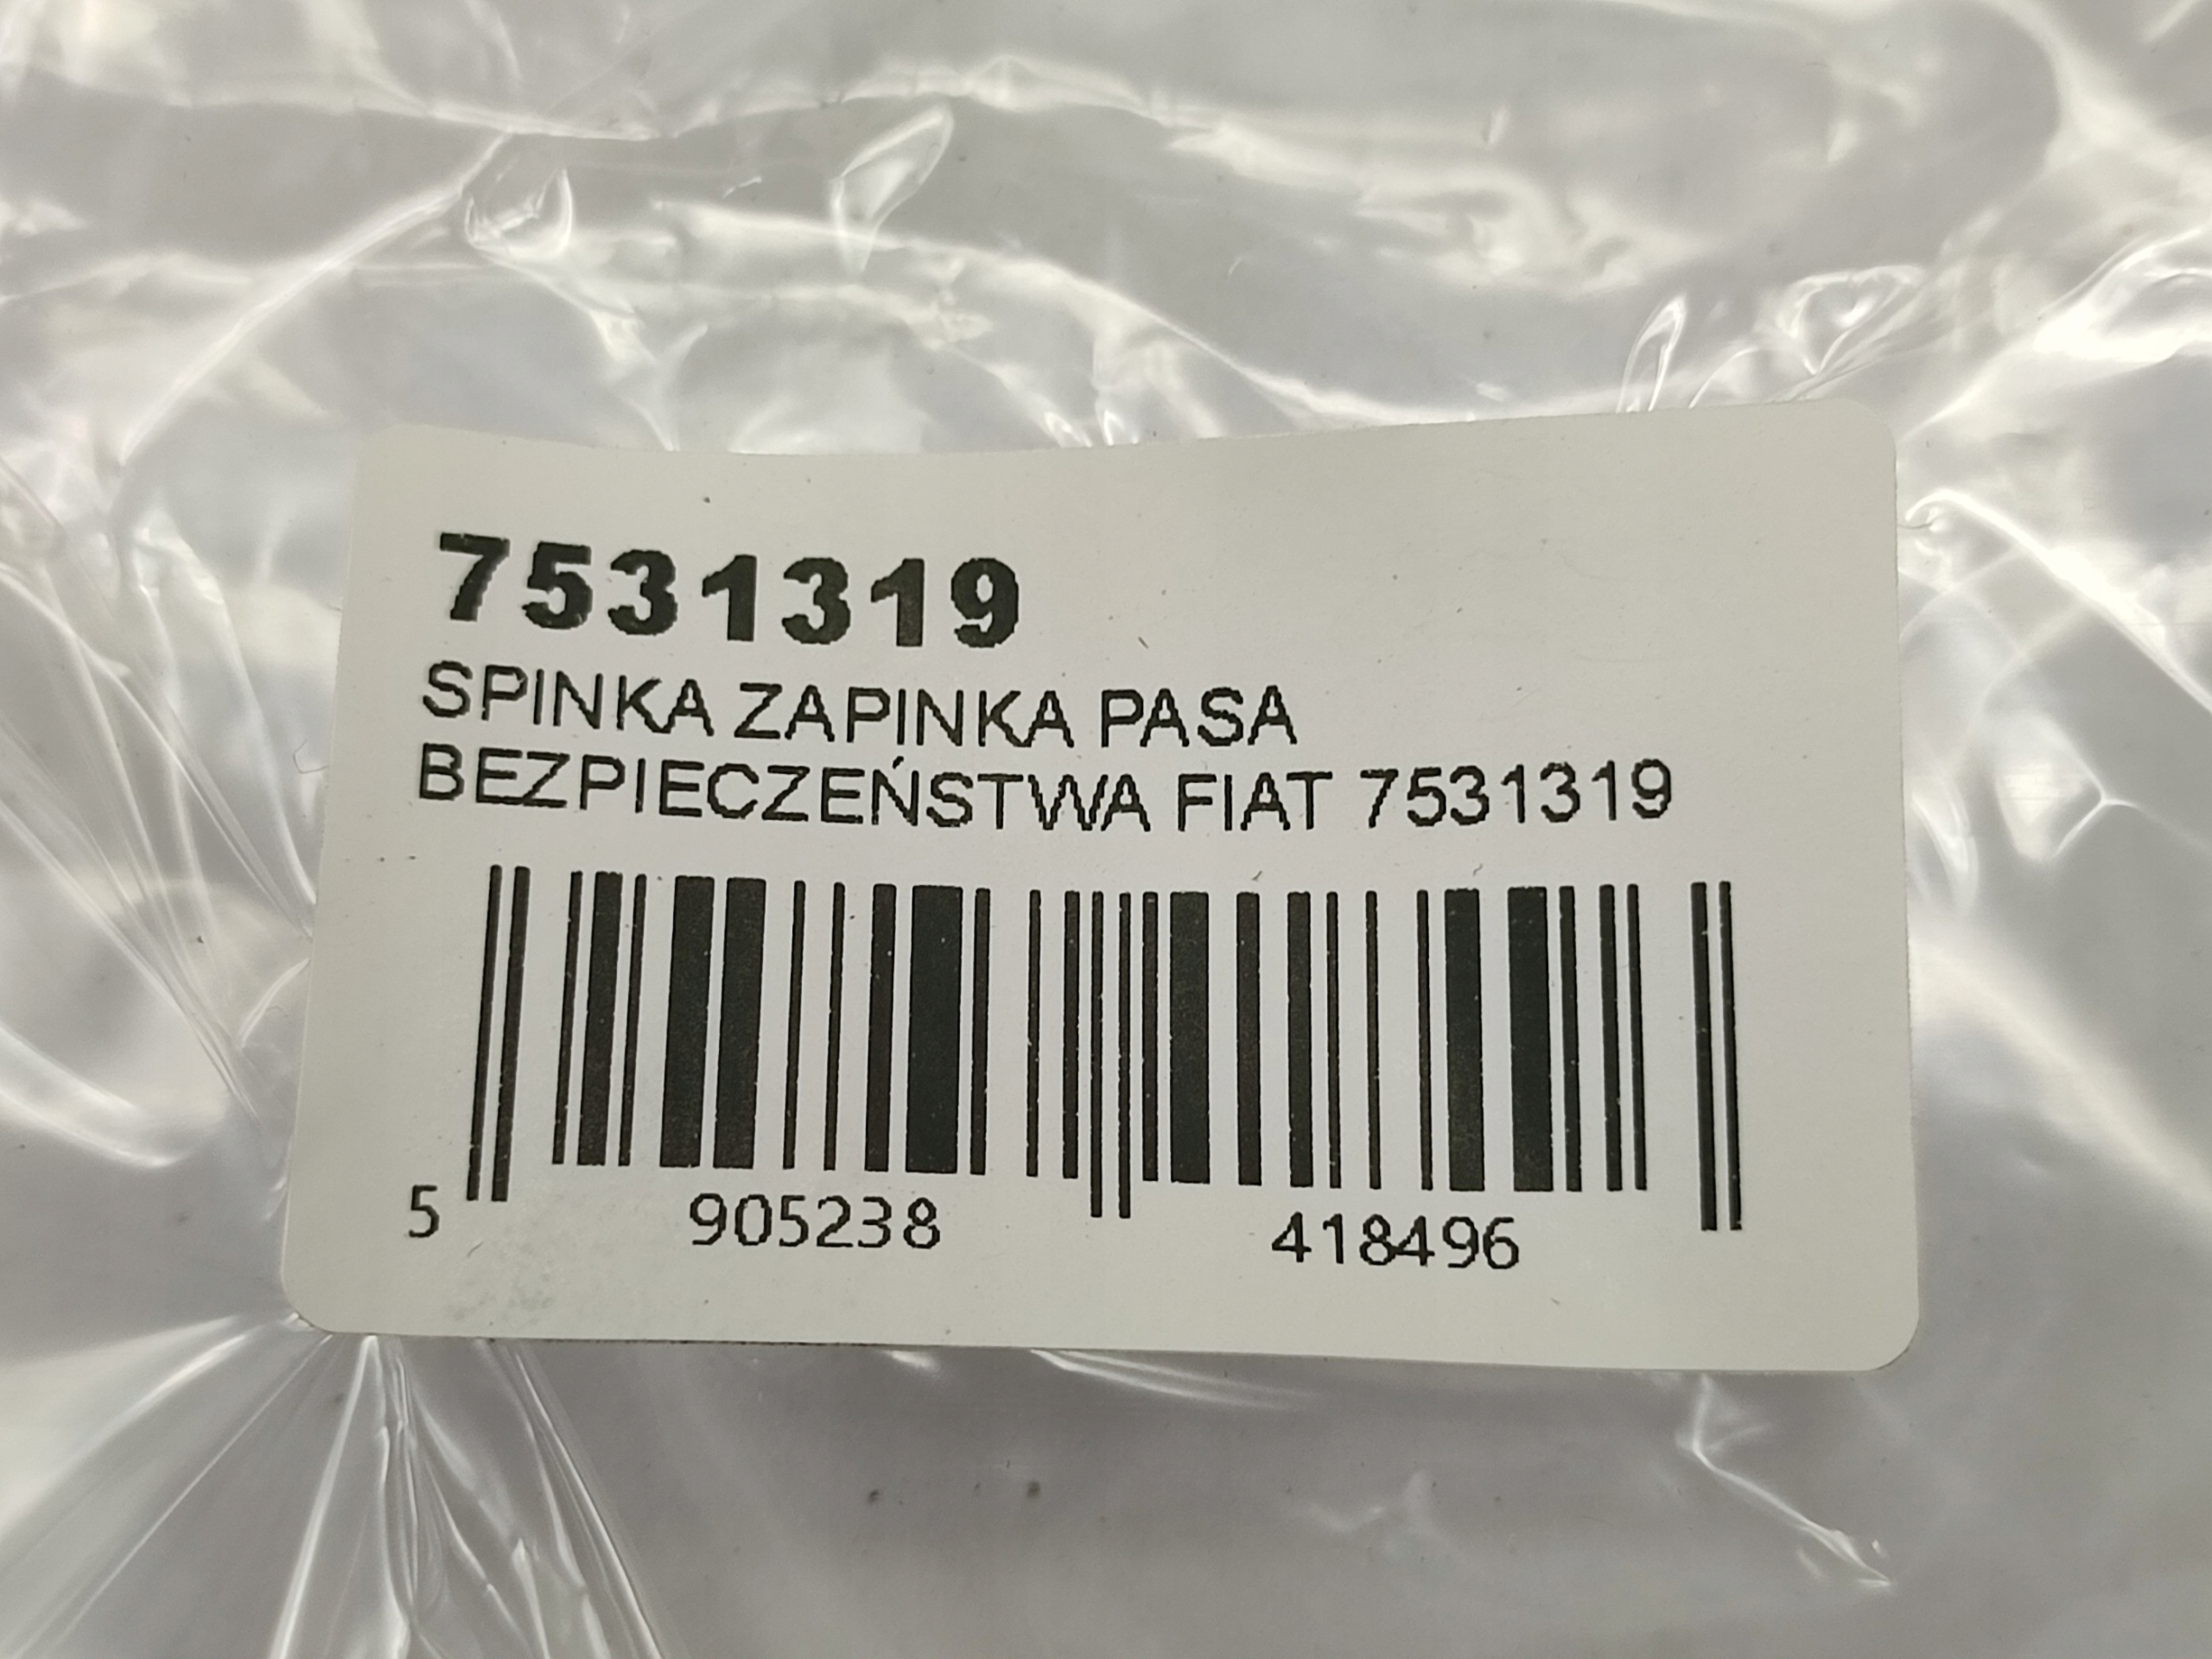 7531319
SPINKA ZAPINKA PASA
BEZPIECZEŃSTWA FIAT 7531319
5 905238 418496